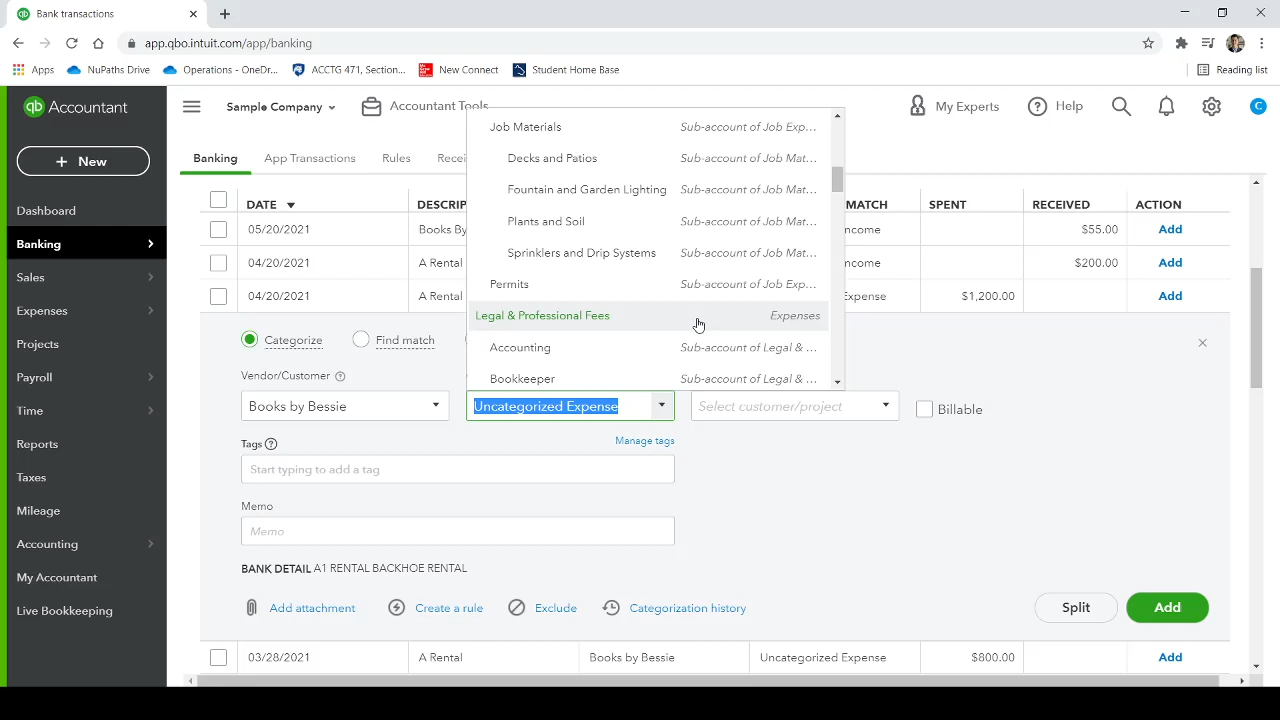 Bank transactions
app.qbo.intuit.com/app/banking
Apps NuPaths Drive Operations - OneDr... ACCTG 471, Section... New Connect Student Home Base Reading list
qb Accountant Sample Company Accountant Tools My Experts Help C
+ New
Banking App Transactions Rules Recei
Dashboard
Banking
Sales
Expenses
Projects
Payroll
Time
Reports
Taxes
Mileage
Accounting
My Accountant
Live Bookkeeping
DATE DESCRIP MATCH SPENT RECEIVED ACTION
05/20/2021 Books By ncome $55.00 Add
04/20/2021 A Rental ncome $200.00 Add
04/20/2021 A Rental Expense $1,200.00 Add
Job Materials Sub-account of Job Exp...
Decks and Patios Sub-account of Job Mat...
Fountain and Garden Lighting Sub-account of Job Mat...
Plants and Soil Sub-account of Job Mat...
Sprinklers and Drip Systems Sub-account of Job Mat...
Permits Sub-account of Job Exp...
Legal & Professional Fees Expenses
Accounting Sub-account of Legal & ...
Bookkeeper Sub-account of Legal & ...
Categorize Find match
Vendor/Customer
Books by Bessie Uncategorized Expense Select customer/project Billable
Tags Manage tags
Start typing to add a tag
Memo
Memo
BANK DETAIL A1 RENTAL BACKHOE RENTAL
Add attachment Create a rule Exclude Categorization history Split Add
03/28/2021 A Rental Books by Bessie Uncategorized Expense $800.00 Add